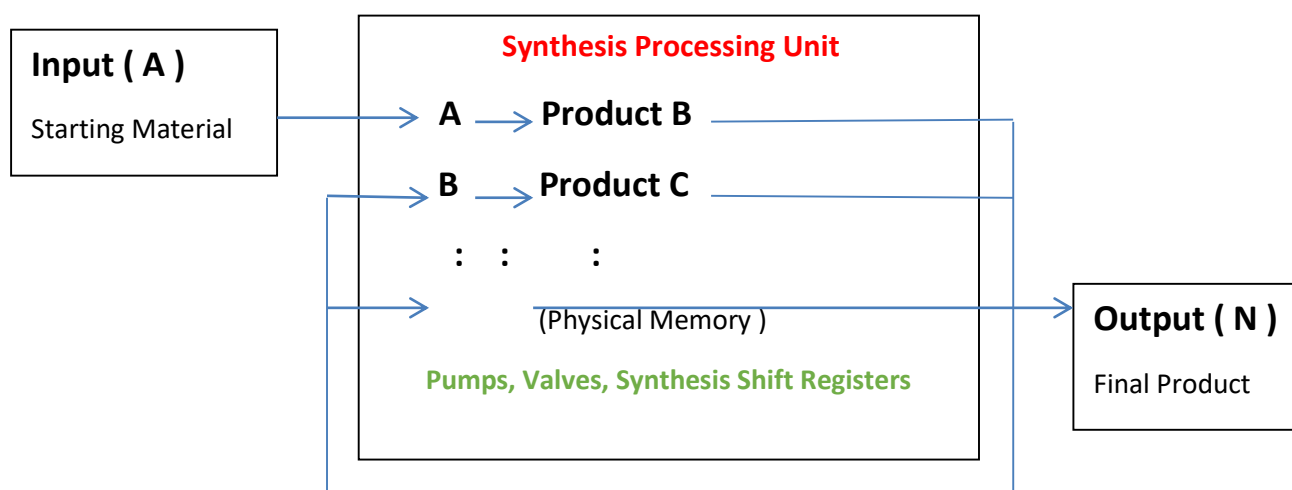 Synthesis Processing Unit
Input ( A )
Starting Material
A Product B
B Product C
: : :
(Physical Memory )
Output ( N )
Pumps, Valves, Synthesis Shift Registers
Final Product